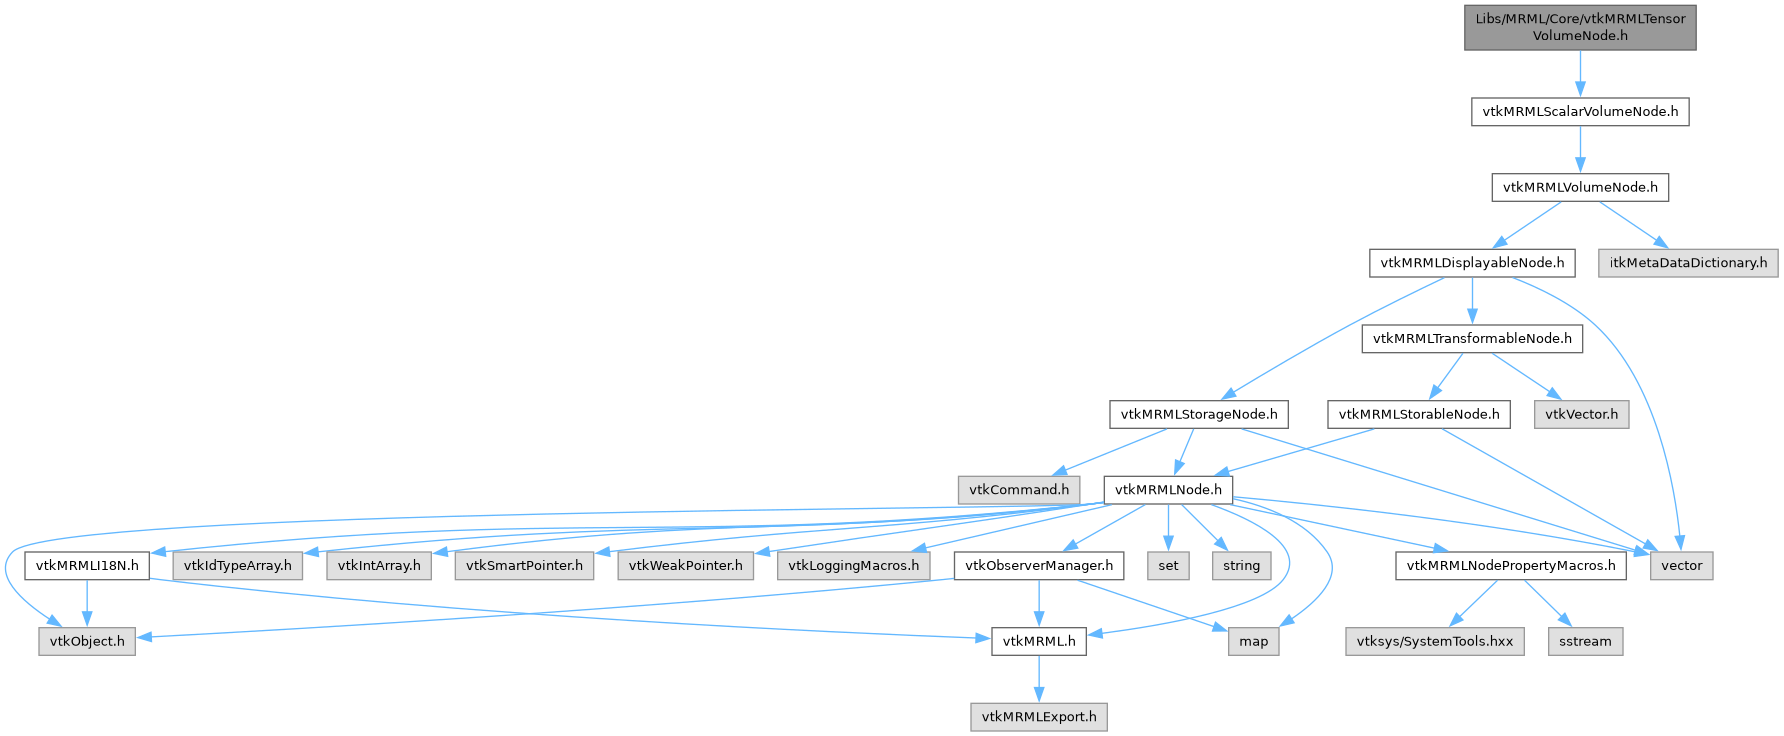 Libs/MRML/Core/vtkMRMLTensor
VolumeNode.h
vtkMRMLScalarVolumeNode.h
vtkMRMLVolumeNode.h
vtkMRMLDisplayableNode.h
itkMetaDataDictionary.h
vtkMRMLTransformableNode.h
vtkMRMLStorageNode.h
vtkMRMLStorableNode.h
vtkVector.h
vtkCommand.h
vtkMRMLNode.h
vtkMRMLI18N.h
vtkIdTypeArray.h
vtkIntArray.h
vtkSmartPointer.h
vtkWeakPointer.h
vtkLoggingMacros.h
vtkObserverManager.h
set
string
vtkMRMLNodePropertyMacros.h
vector
vtkObject.h
vtkMRML.h
map
vtksys/SystemTools.hxx
sstream
vtkMRMLExport.h